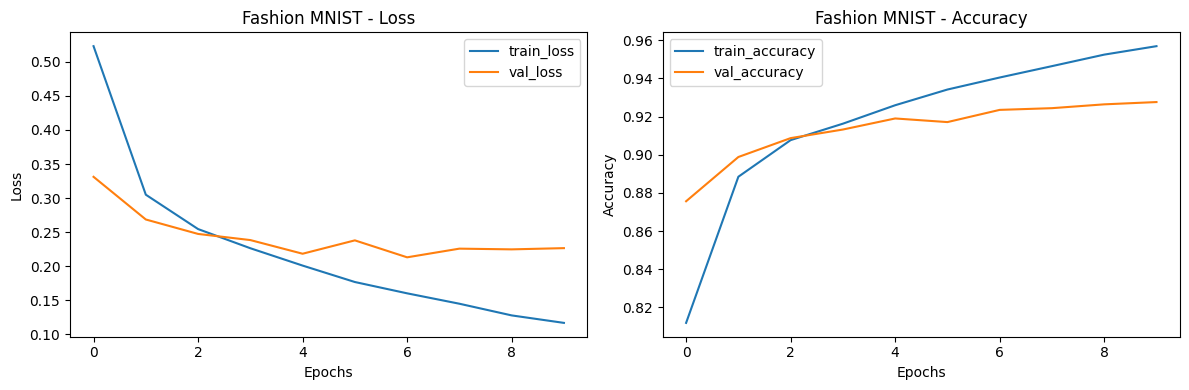 Fashion MNIST - Loss
train_loss
val_loss
0.50
0.45
0.40
0.35
0.30
0.25
0.20
0.15
0.10
Loss
0 2 4 6 8
Epochs
Fashion MNIST - Accuracy
train_accuracy
val_accuracy
0.96
0.94
0.92
0.90
0.88
0.86
0.84
0.82
Accuracy
0 2 4 6 8
Epochs